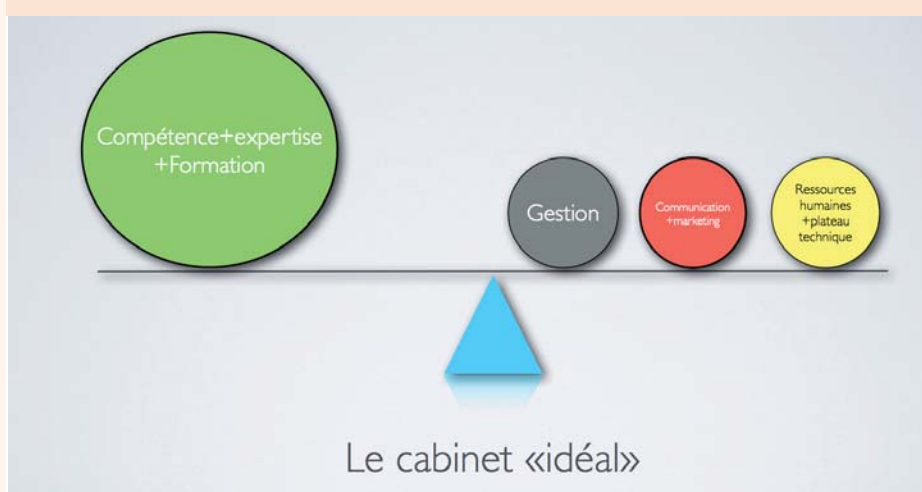 Compétence+expertise
+Formation
Gestion
Communication
+marketing
Ressources
humaines
+plateau
technique
Le cabinet «idéal»